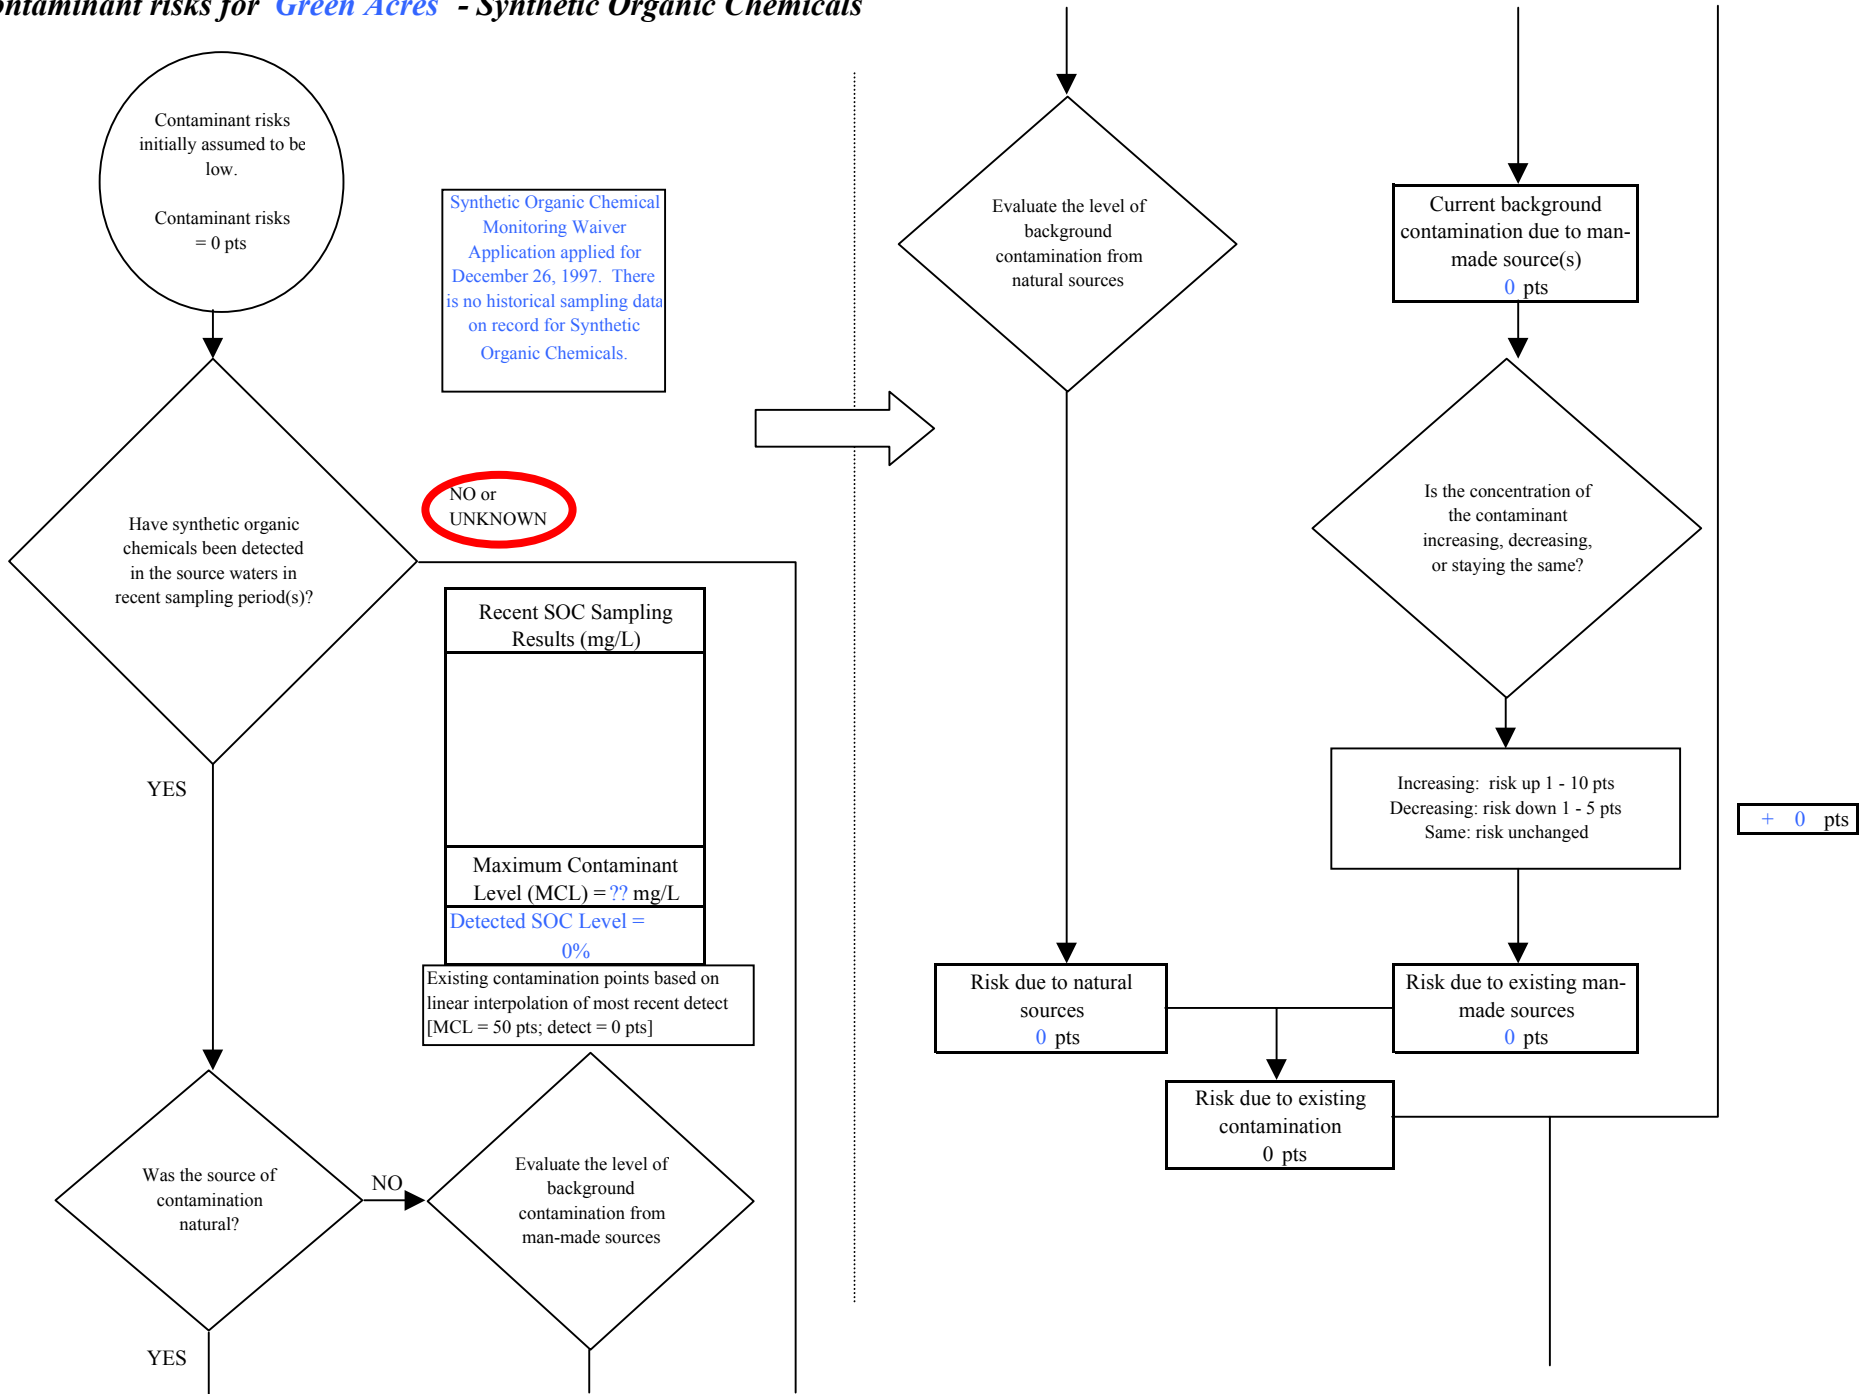 ontaminant risks for Green Acres - Synthetic Organic Chemicals
Contaminant risks
initially assumed to be
low.
Contaminant risks
= 0 pts
Synthetic Organic Chemical
Monitoring Waiver
Application applied for
December 26, 1997. There
is no historical sampling data
on record for Synthetic
Organic Chemicals.
NO or
UNKNOWN
Have synthetic organic
chemicals been detected
in the source waters in
recent sampling period(s)?
Recent SOC Sampling
Results (mg/L)
YES
Maximum Contaminant
Level (MCL) = ?? mg/L
Detected SOC Level =
0%
Existing contamination points based on
linear interpolation of most recent detect
[MCL = 50 pts; detect = 0 pts]
Was the source of
contamination
natural?
NO
Evaluate the level of
background
contamination from
man-made sources
YES
Evaluate the level of
background
contamination from
natural sources
Current background
contamination due to man-
made source(s)
0 pts
Is the concentration of
the contaminant
increasing, decreasing,
or staying the same?
Increasing: risk up 1 - 10 pts
Decreasing: risk down 1 - 5 pts
Same: risk unchanged
+ 0 pts
Risk due to natural
sources
0 pts
Risk due to existing man-
made sources
0 pts
Risk due to existing
contamination
0 pts